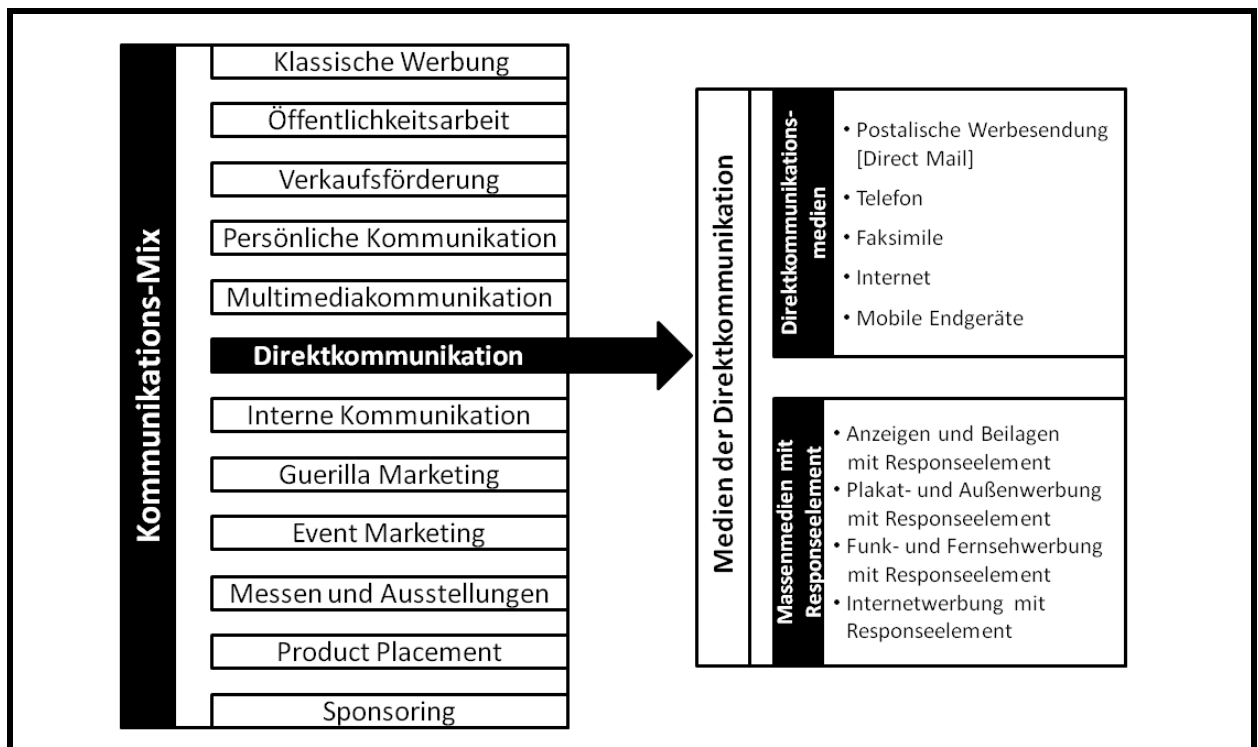 Kommunikations-Mix
Klassische Werbung
Öffentlichkeitsarbeit
Verkaufsförderung
Persönliche Kommunikation
Multimediakommunikation
Direktkommunikation
Interne Kommunikation
Guerilla Marketing
Event Marketing
Messen und Ausstellungen
Product Placement
Sponsoring
Medien der Direktkommunikation
Direktkommunikations-
medien
• Postalische Werbesendung
[Direct Mail]
• Telefon
• Faksimile
• Internet
• Mobile Endgeräte
Massenmedien mit
Responseelement
• Anzeigen und Beilagen
mit Responseelement
• Plakat- und Außenwerbung
mit Responseelement
• Funk- und Fernsehwerbung
mit Responseelement
• Internetwerbung mit
Responseelement